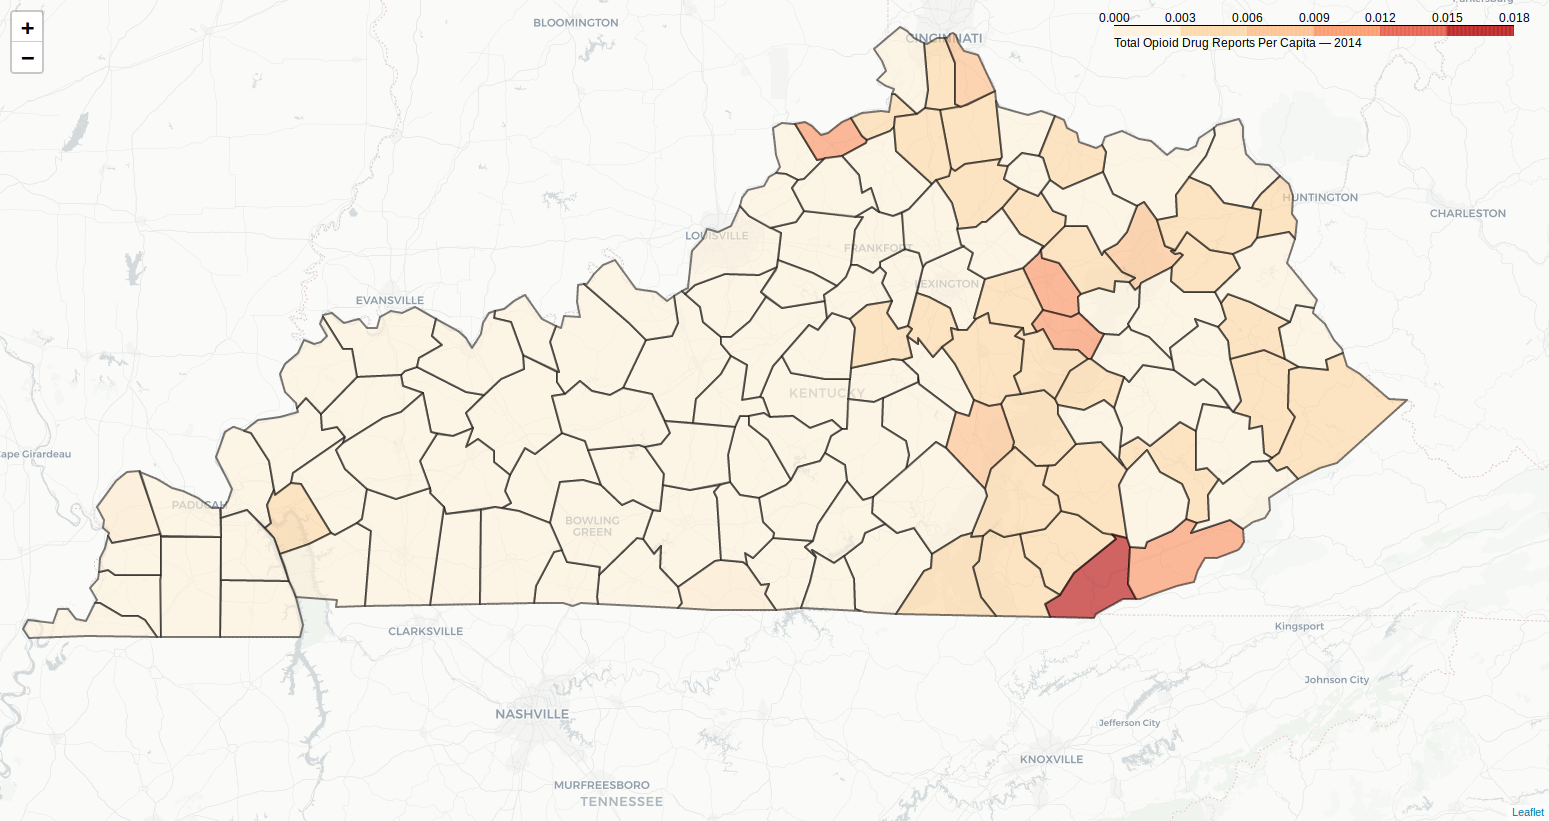 +
−
BLOOMINGTON
CINCINNATI
0.000 0.003 0.006 0.009 0.012 0.015 0.018
Total Opioid Drug Reports Per Capita — 2014
HUNTINGTON
CHARLESTON
LOUISVILLE
FRANKFORT
LEXINGTON
EVANSVILLE
KENTUCKY
Cape Girardeau
PADUCAH
BOWLING
GREEN
CLARKSVILLE
Kingsport
Johnson City
NASHVILLE
Jefferson City
KNOXVILLE
MURFREESBORO
TENNESSEE
Leaflet